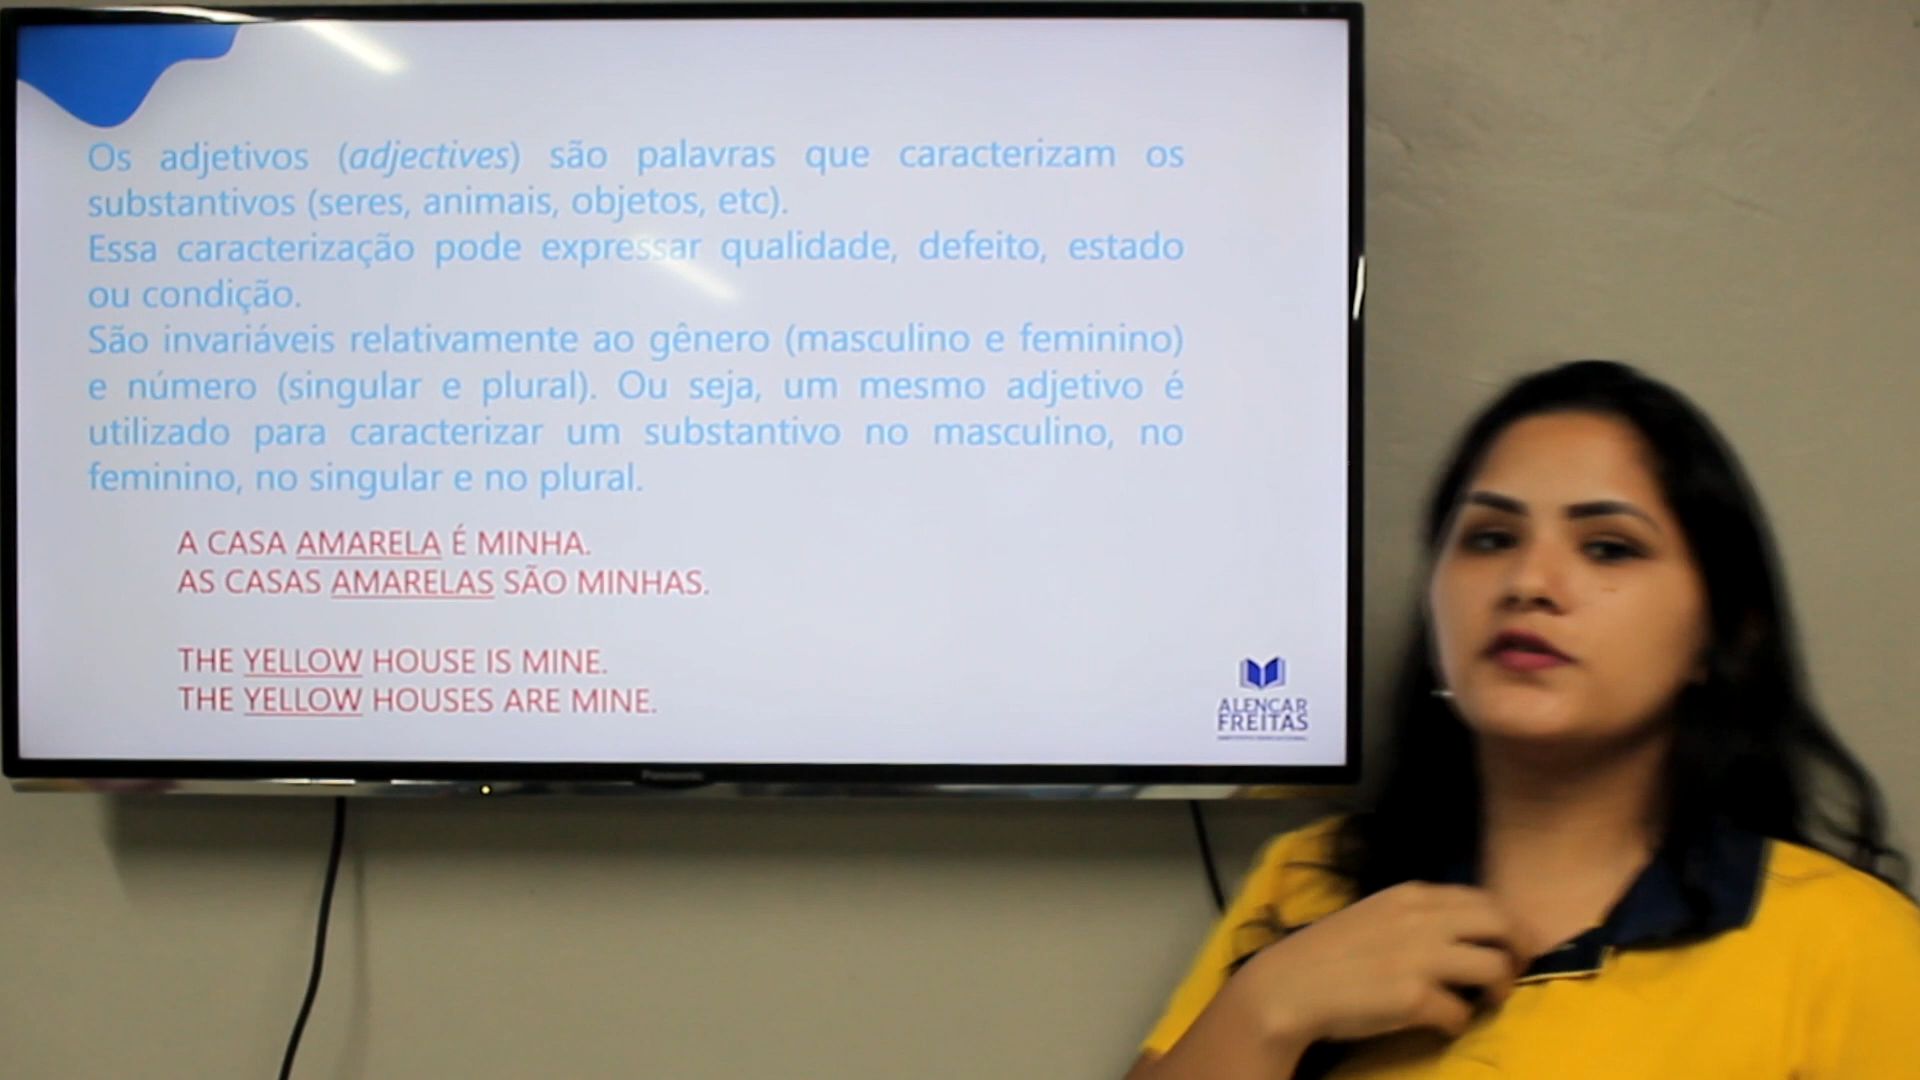 Os adjetivos (adjectives) são palavras que caracterizam os
substantivos (seres, animais, objetos, etc).
Essa caracterização pode expressar qualidade, defeito, estado
ou condição.
São invariáveis relativamente ao gênero (masculino e feminino)
e número (singular e plural). Ou seja, um mesmo adjetivo é
utilizado para caracterizar um substantivo no masculino, no
feminino, no singular e no plural.
A CASA AMARELA É MINHA.
AS CASAS AMARELAS SÃO MINHAS.
THE YELLOW HOUSE IS MINE.
THE YELLOW HOUSES ARE MINE.
ALENCAR
FREITAS
Panasonic